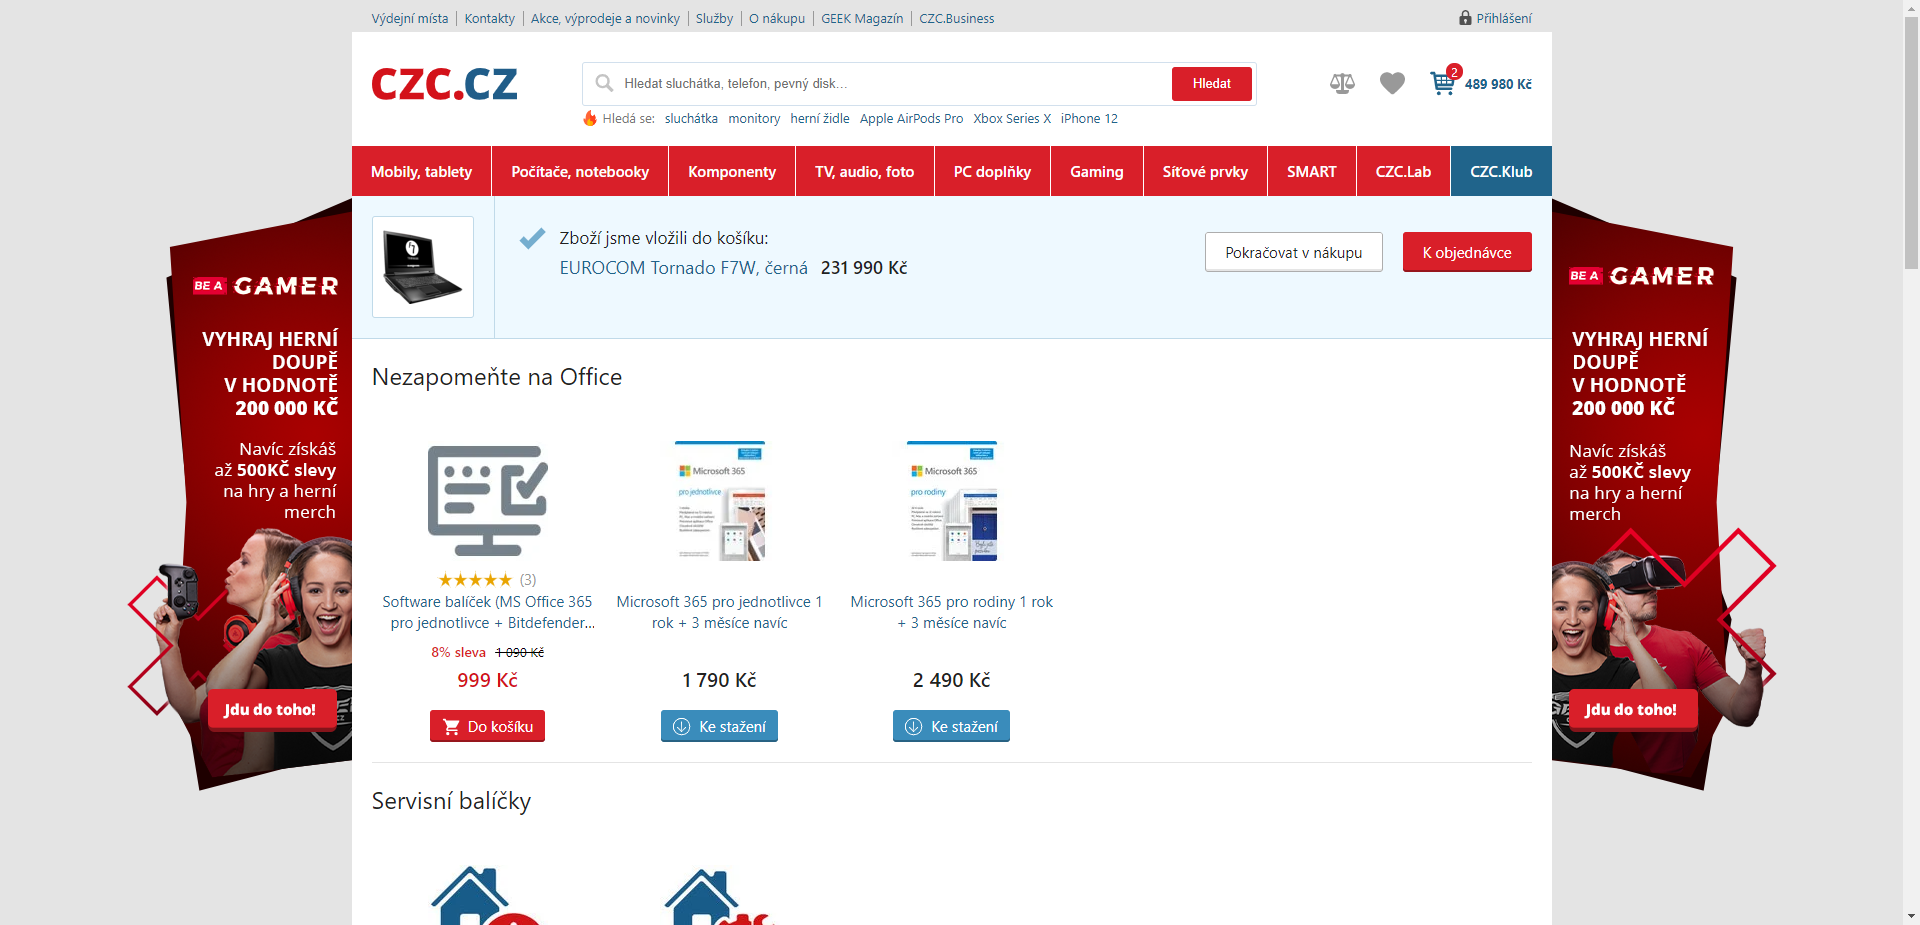 Výdejní místa
Kontakty
Akce, výprodeje a novinky
Služby
O nákupu
GEEK Magazín
CZC.Business
Přihlášení
CZC.CZ
Hledat sluchátka, telefon, pevný disk...
Hledat
2
489 980 Kč
Hledá se:
sluchátka
monitory
herní židle
Apple AirPods Pro
Xbox Series X
iPhone 12
Mobily, tablety
Počítače, notebooky
Komponenty
TV, audio, foto
PC doplňky
Gaming
Síťové prvky
SMART
CZC.Lab
CZC.Klub
Zboží jsme vložili do košíku:
EUROCOM Tornado F7W, černá 231 990 Kč
Pokračovat v nákupu
K objednávce
BE A GAMER
VYHRAJ HERNÍ
DOUPĚ
V HODNOTĚ
200 000 KČ
Navíc získáš
až 500KČ slevy
na hry a herní
merch
Jdu do toho!
Nezapomeňte na Office
(3)
Software balíček (MS Office 365
pro jednotlivce + Bitdefender...
8% sleva 1 090 Kč
999 Kč
Do košíku
Microsoft 365
pro jednotlivce
Microsoft 365 pro jednotlivce 1
rok + 3 měsíce navíc
1 790 Kč
Ke stažení
Microsoft 365
pro rodiny
Microsoft 365 pro rodiny 1 rok
+ 3 měsíce navíc
2 490 Kč
Ke stažení
Servisní balíčky
BE A GAMER
VYHRAJ HERNÍ
DOUPĚ
V HODNOTĚ
200 000 KČ
Navíc získáš
až 500KČ slevy
na hry a herní
merch
Jdu do toho!